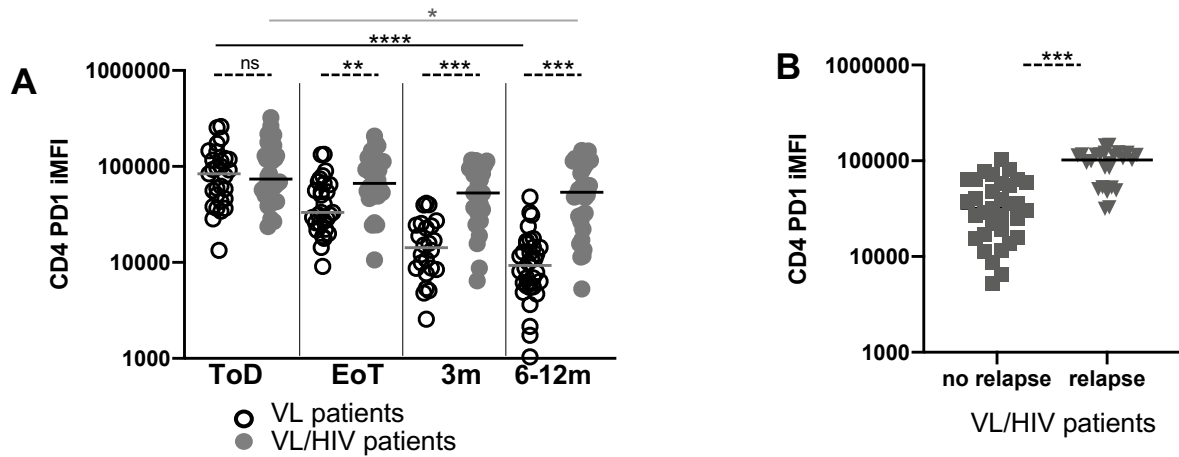 *
****
A
ns
**
***
***
CD4 PD1 iMFI
1000000
100000
10000
1000
ToD
EoT
3m
6-12m
VL patients
VL/HIV patients
B
***
CD4 PD1 iMFI
1000000
100000
10000
1000
no relapse
relapse
VL/HIV patients